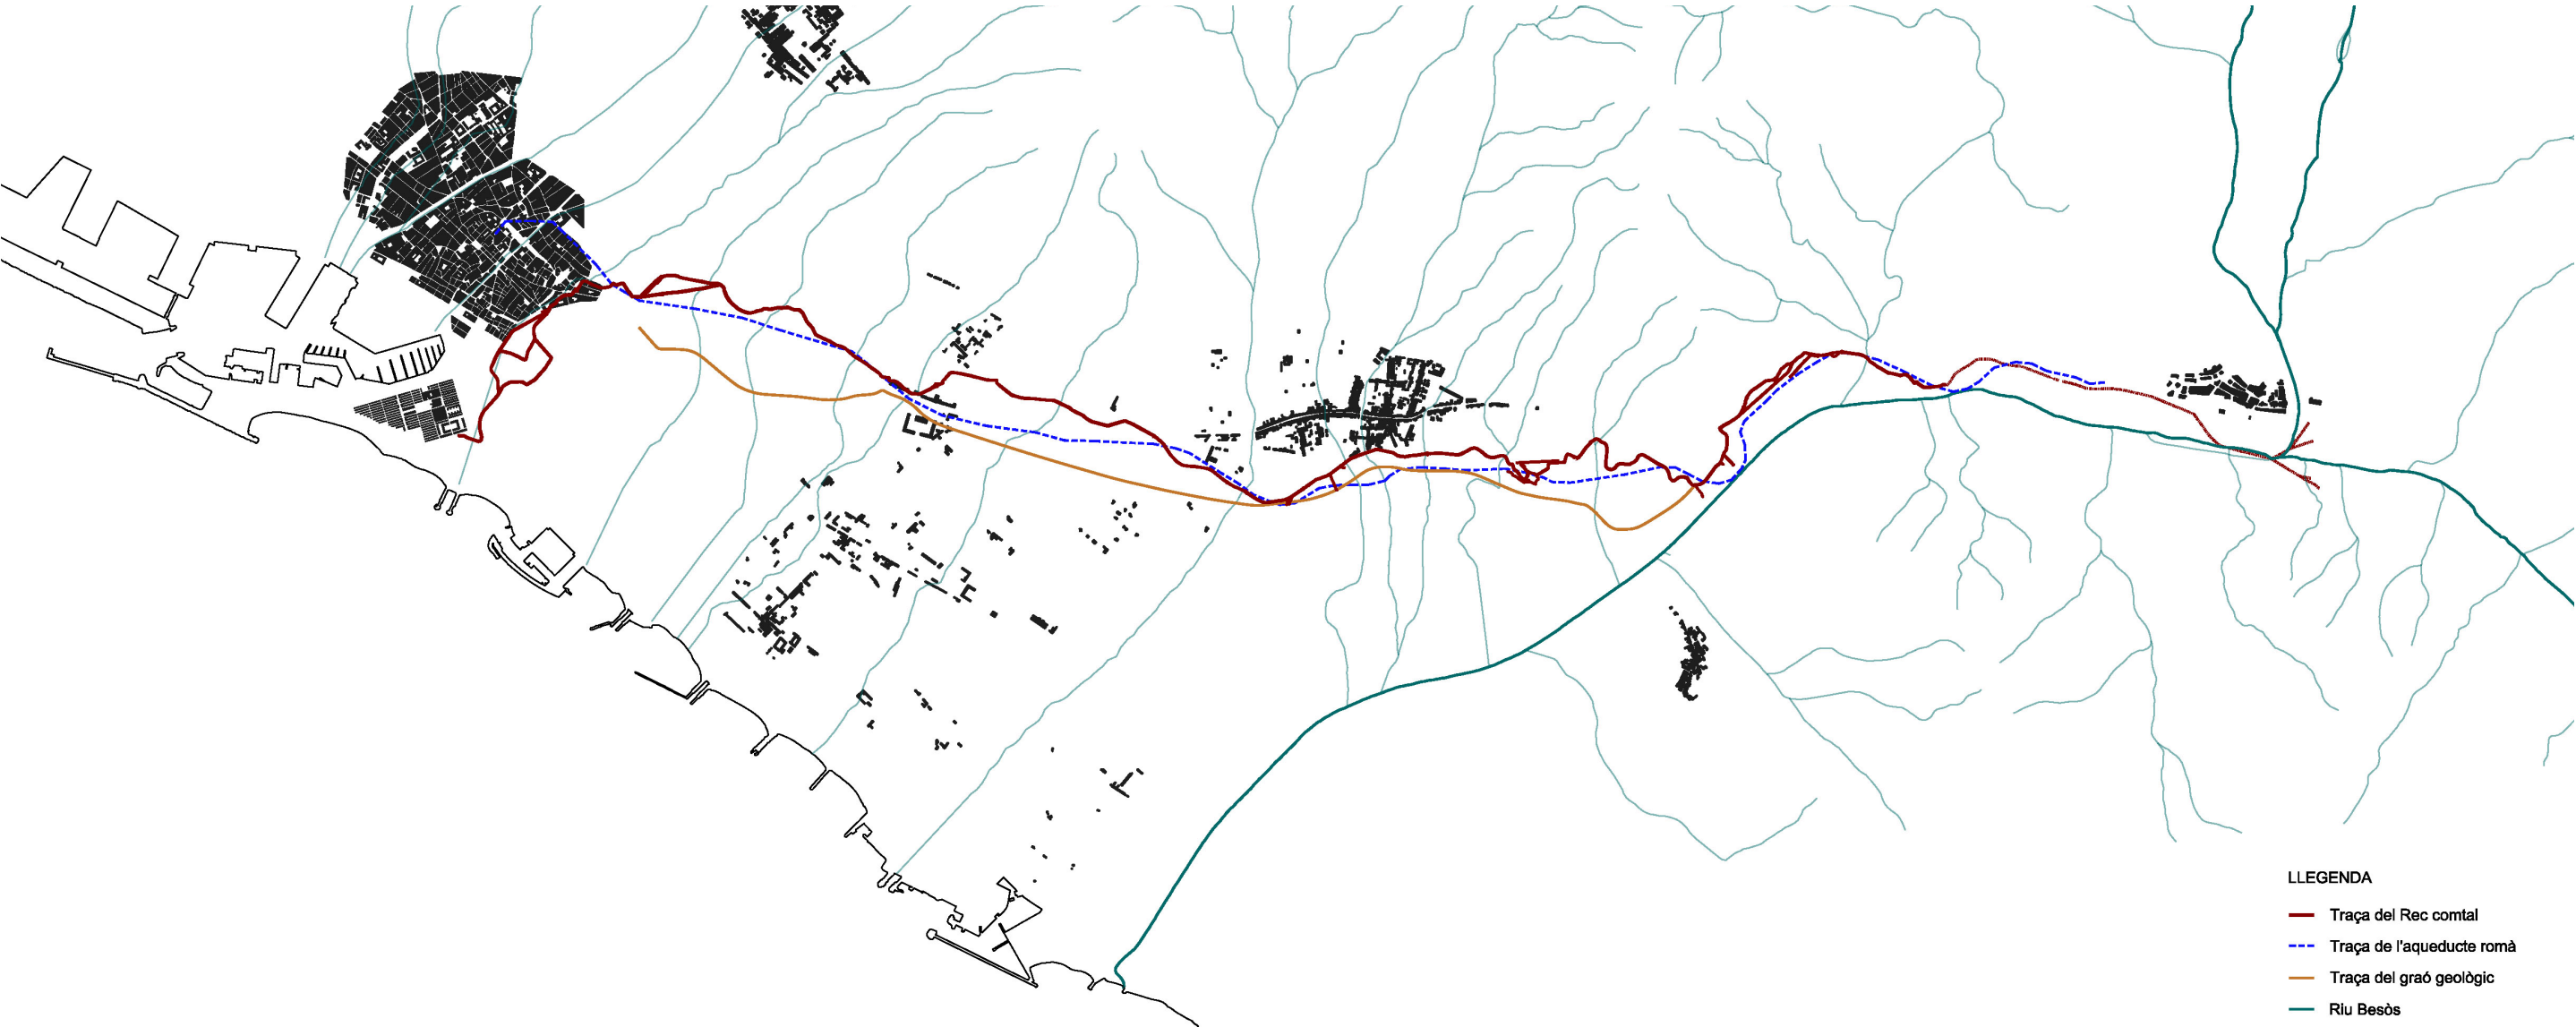 LLEGENDA
Traça del Rec comtal
Traça de l'aqueducte romà
Traça del graó geològic
Riu Besòs